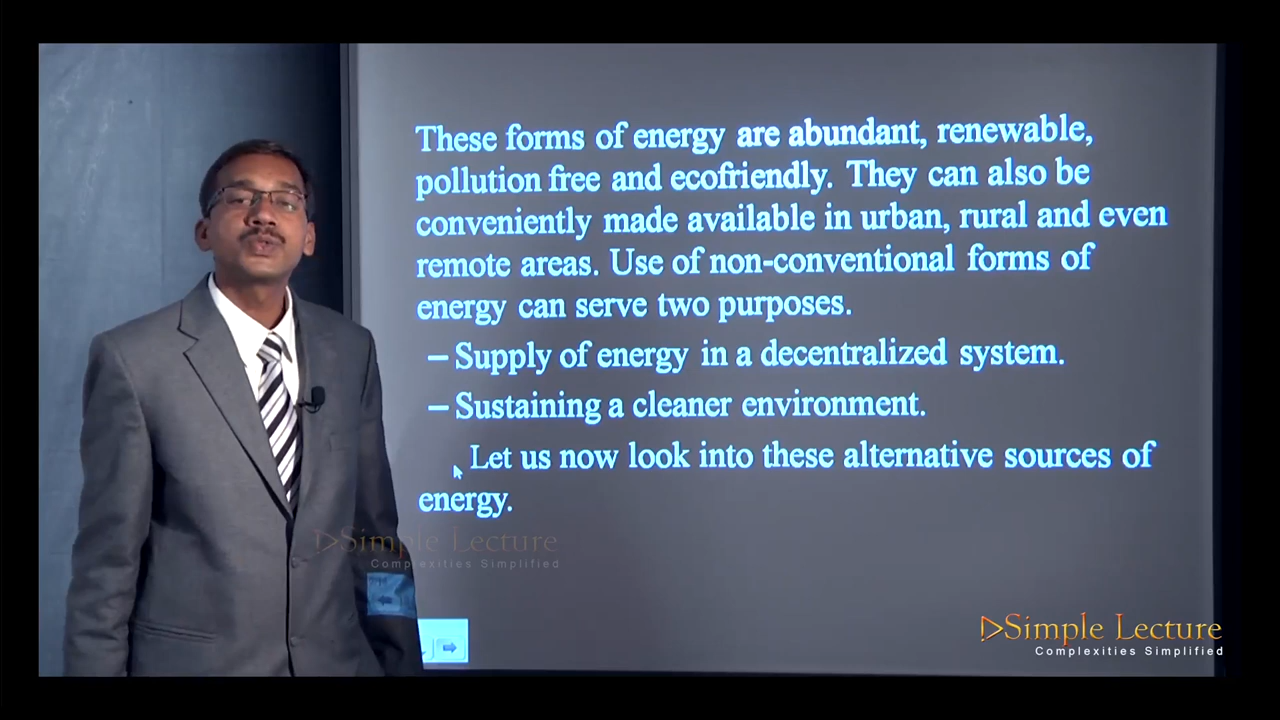 These forms of energy are abundant, renewable,
pollution free and ecofriendly. They can also be
conveniently made available in urban, rural and even
remote areas. Use of non-conventional forms of
energy can serve two purposes.
– Supply of energy in a decentralized system.
– Sustaining a cleaner environment.
Let us now look into these alternative sources of
energy.
Simple Lecture
Complexities Simplified
Simple Lecture
Complexities Simplified